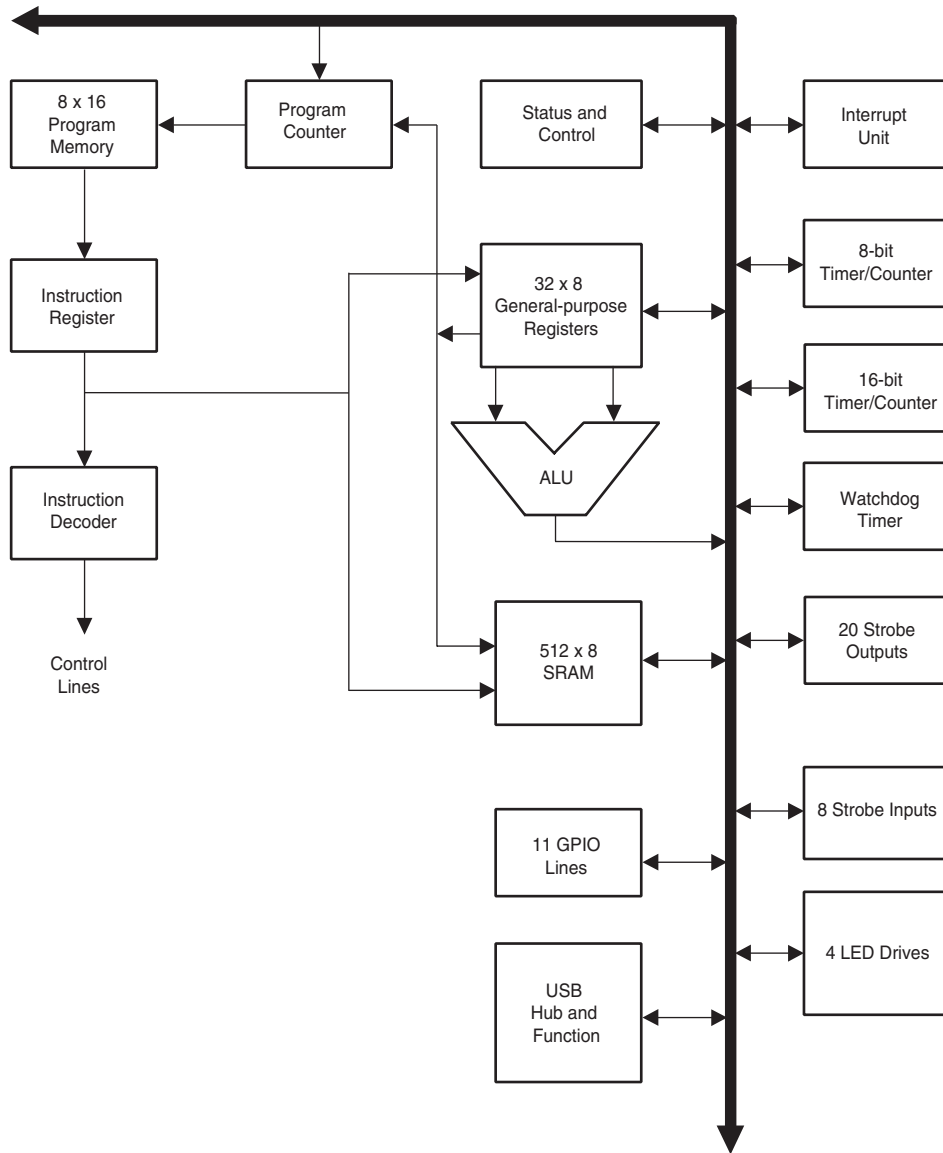 8 x 16
Program
Memory
Program
Counter
Status and
Control
Interrupt
Unit
Instruction
Register
32 x 8
General-purpose
Registers
8-bit
Timer/Counter
16-bit
Timer/Counter
Instruction
Decoder
ALU
Watchdog
Timer
Control
Lines
512 x 8
SRAM
20 Strobe
Outputs
11 GPIO
Lines
8 Strobe Inputs
USB
Hub and
Function
4 LED Drives